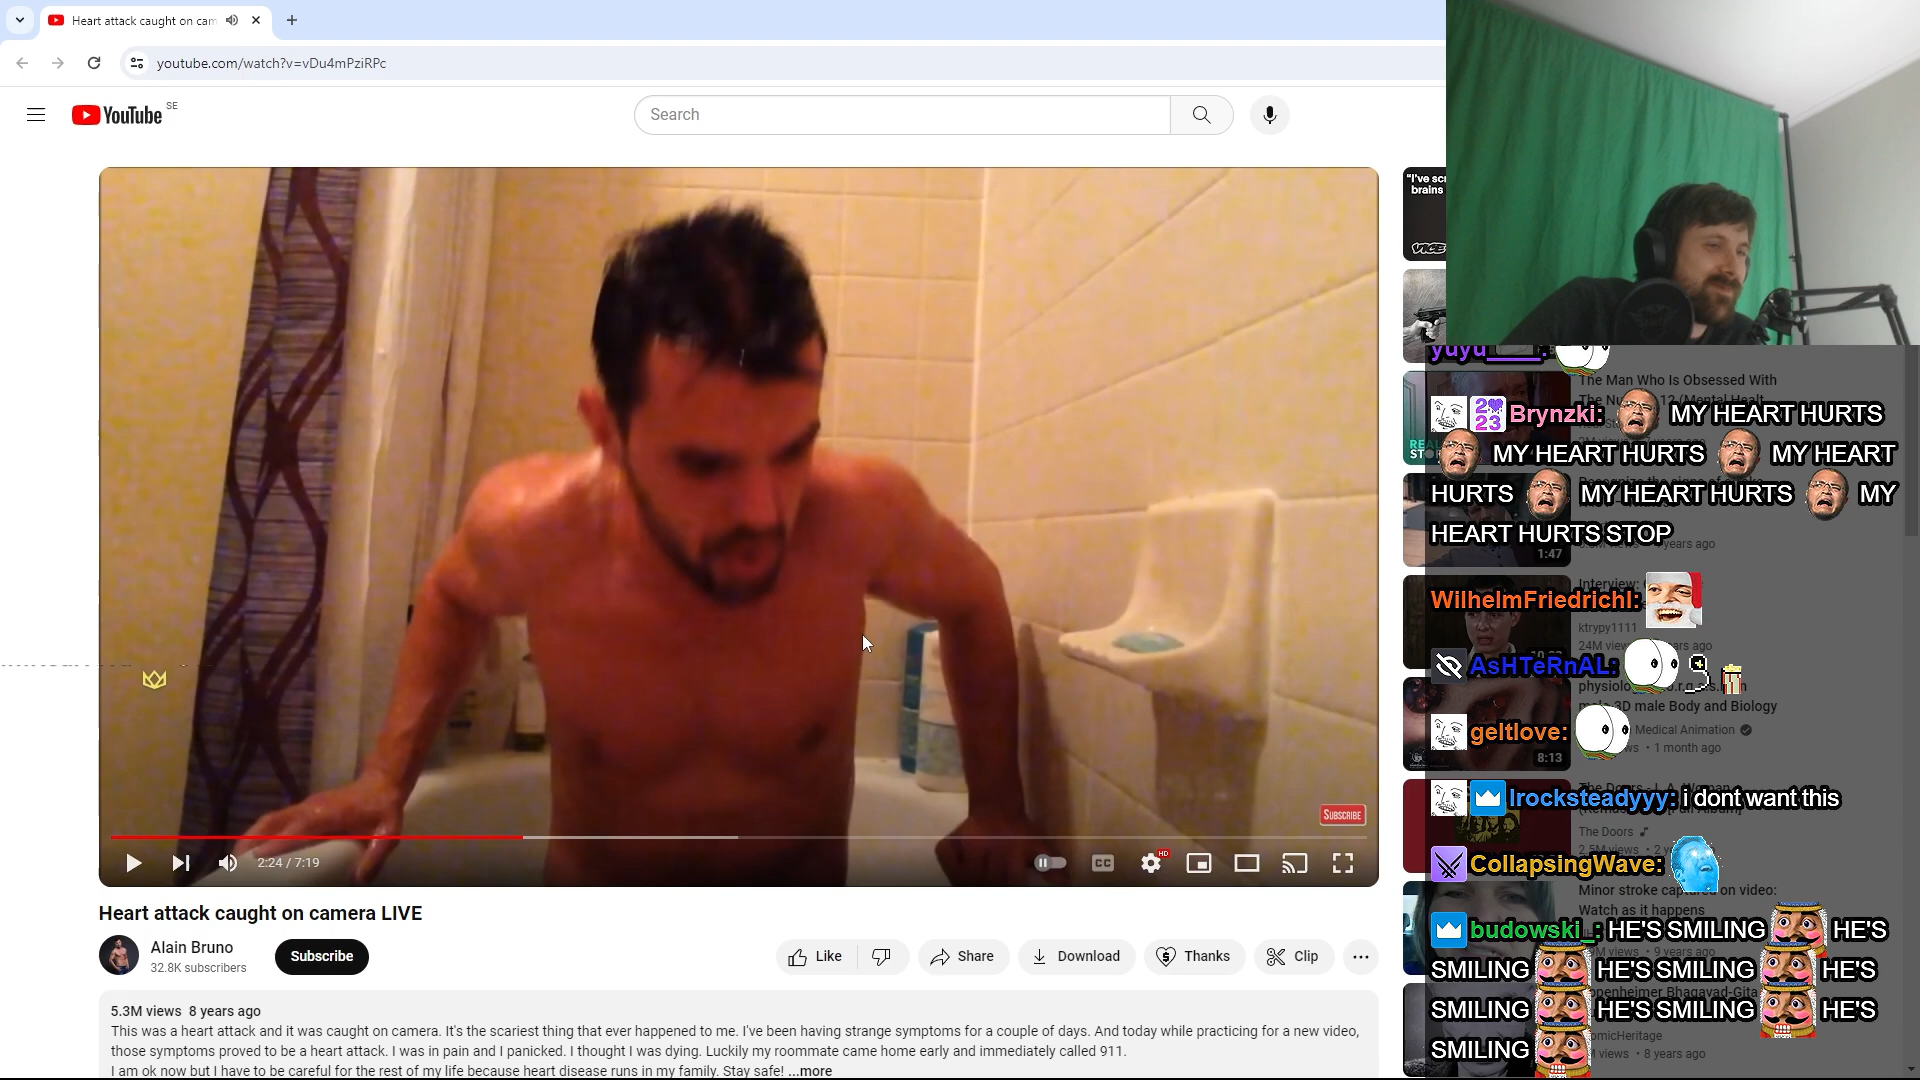 Heart attack caught on cam
youtube.com/watch?v=vDu4mPziRPc
YouTube SE
Search
"I've scr
brains
VICE
yuyu____:
The Man Who Is Obsessed With
Brynzki: MY HEART HURTS
MY HEART HURTS MY HEART
HURTS MY HEART HURTS MY
HEART HURTS STOP
1:47
WilhelmFriedrichI:
ktrypy1111
AsHTeRnAL:
male 3D male Body and Biology
geltlove:
Medical Animation
1 month ago
8:13
Irocksteadyyy: i dont want this
The Doors
CollapsingWave:
Minor stroke captured on video:
Watch as it happens
budowski_: HE'S SMILING HE'S
SMILING HE'S SMILING HE'S
SMILING HE'S SMILING HE'S
SMILING
views • 8 years ago
SUBSCRIBE
2:24 / 7:19
CC
HD
Heart attack caught on camera LIVE
Alain Bruno
32.8K subscribers
Subscribe
Like
Share
Download
Thanks
Clip
5.3M views 8 years ago
This was a heart attack and it was caught on camera. It's the scariest thing that ever happened to me. I've been having strange symptoms for a couple of days. And today while practicing for a new video,
those symptoms proved to be a heart attack. I was in pain and I panicked. I thought I was dying. Luckily my roommate came home early and immediately called 911.
I am ok now but I have to be careful for the rest of my life because heart disease runs in my family. Stay safe! ...more